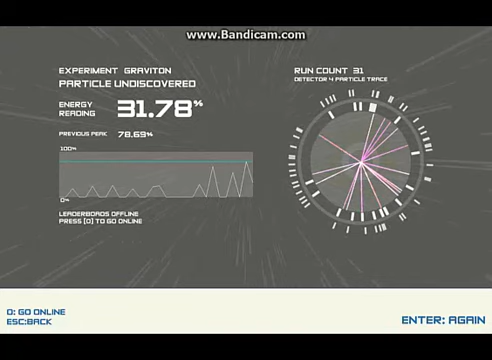 www.Bandicam.com
EXPERIMENT GRAVITON
PARTICLE UNDISCOVERED
ENERGY READING 31.78%
PREVIOUS PEAK 78.69%
100%
0%
LEADERBOARDS OFFLINE
PRESS [O] TO GO ONLINE
RUN COUNT 31
DETECTOR 4 PARTICLE TRACE
O: GO ONLINE
ESC:BACK
ENTER: AGAIN